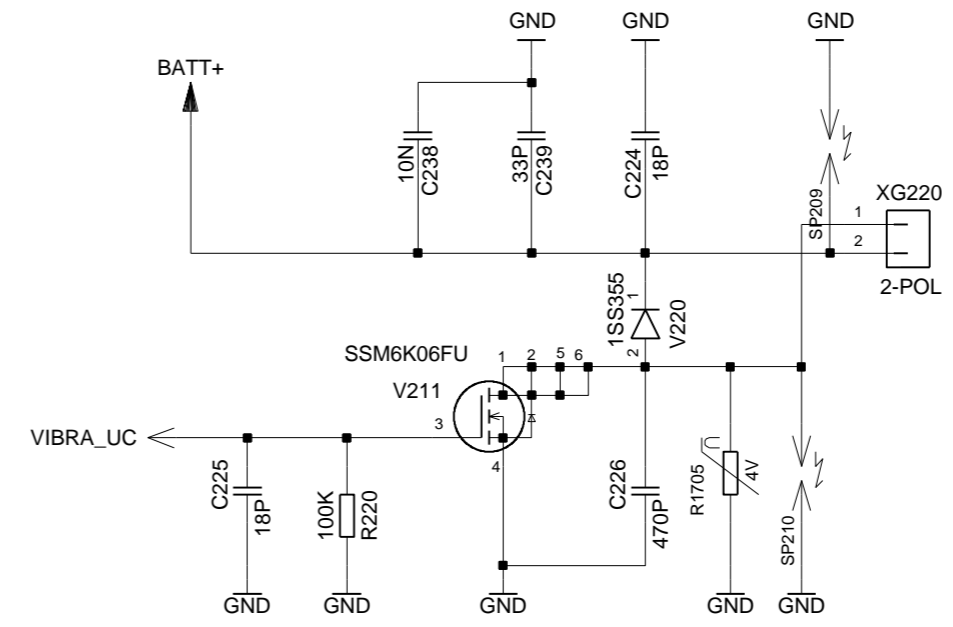 GND
GND
GND
BATT+
10N
C238
33P
C239
C224
18P
SP209
XG220
1
2
2-POL
1SS355
1
2
V220
SSM6K06FU
1
2
5
6
V211
3
4
VIBRA_UC
C225
18P
100K
R220
C226
470P
R1705
U
4V
SP210
GND
GND
GND
GND
GND